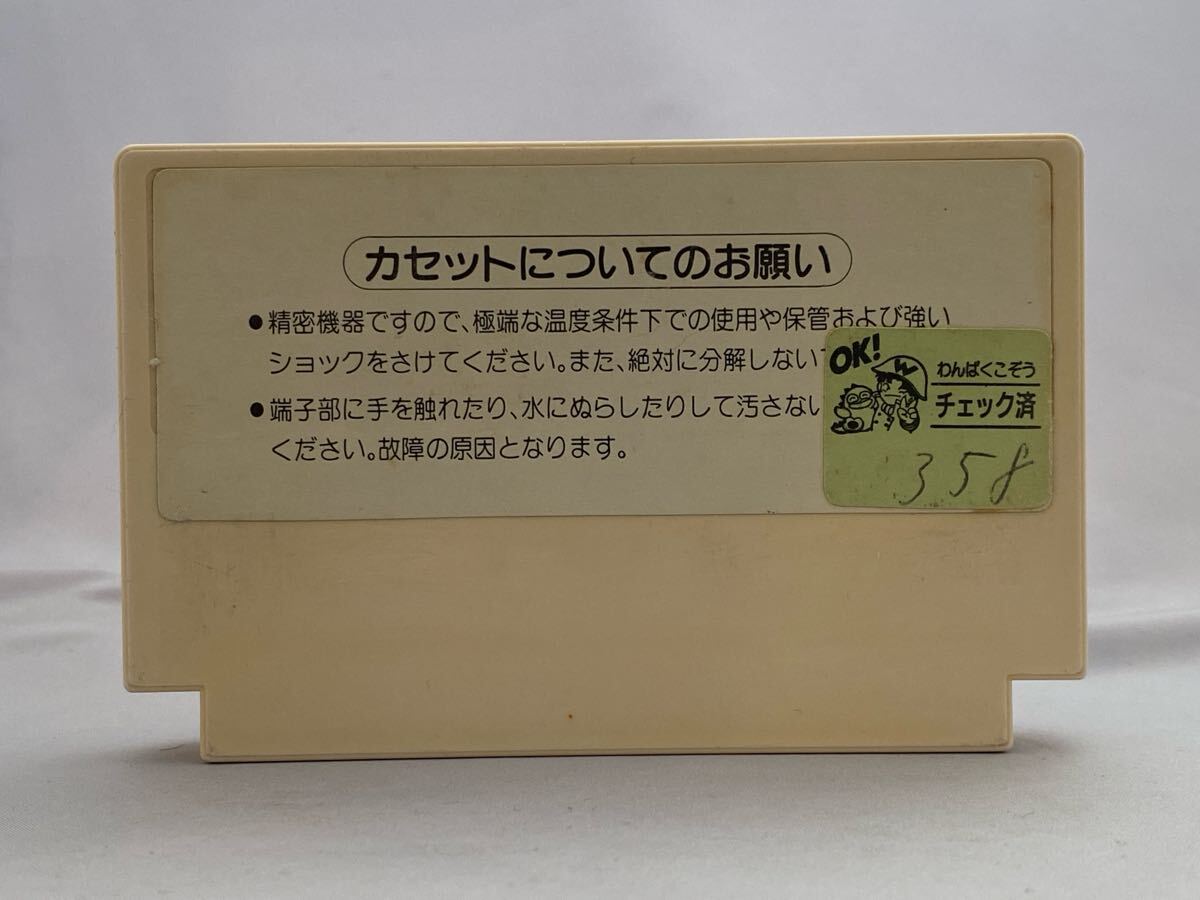 カセットについてのお願い
●精密機器ですので、極端な温度条件下での使用や保管および強い
ショックをさけてください。また、絶対に分解しない
●端子部に手を触れたり、水にぬらしたりして汚さない
ください。故障の原因となります。
OK!
W
わんぱくこぞう
チェック済
358